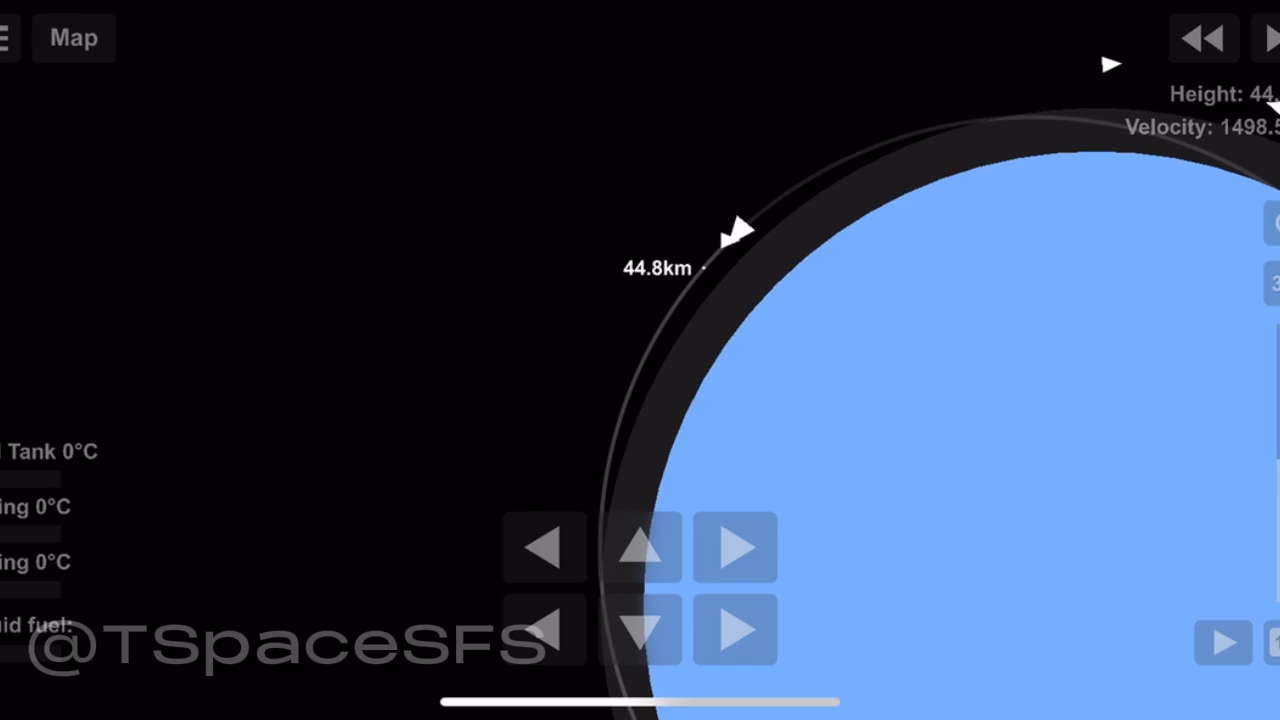 Map
Height: 44.
Velocity: 1498.5
44.8km
Tank 0°C
ing 0°C
ing 0°C
uid fuel:
@TSpaceSFS